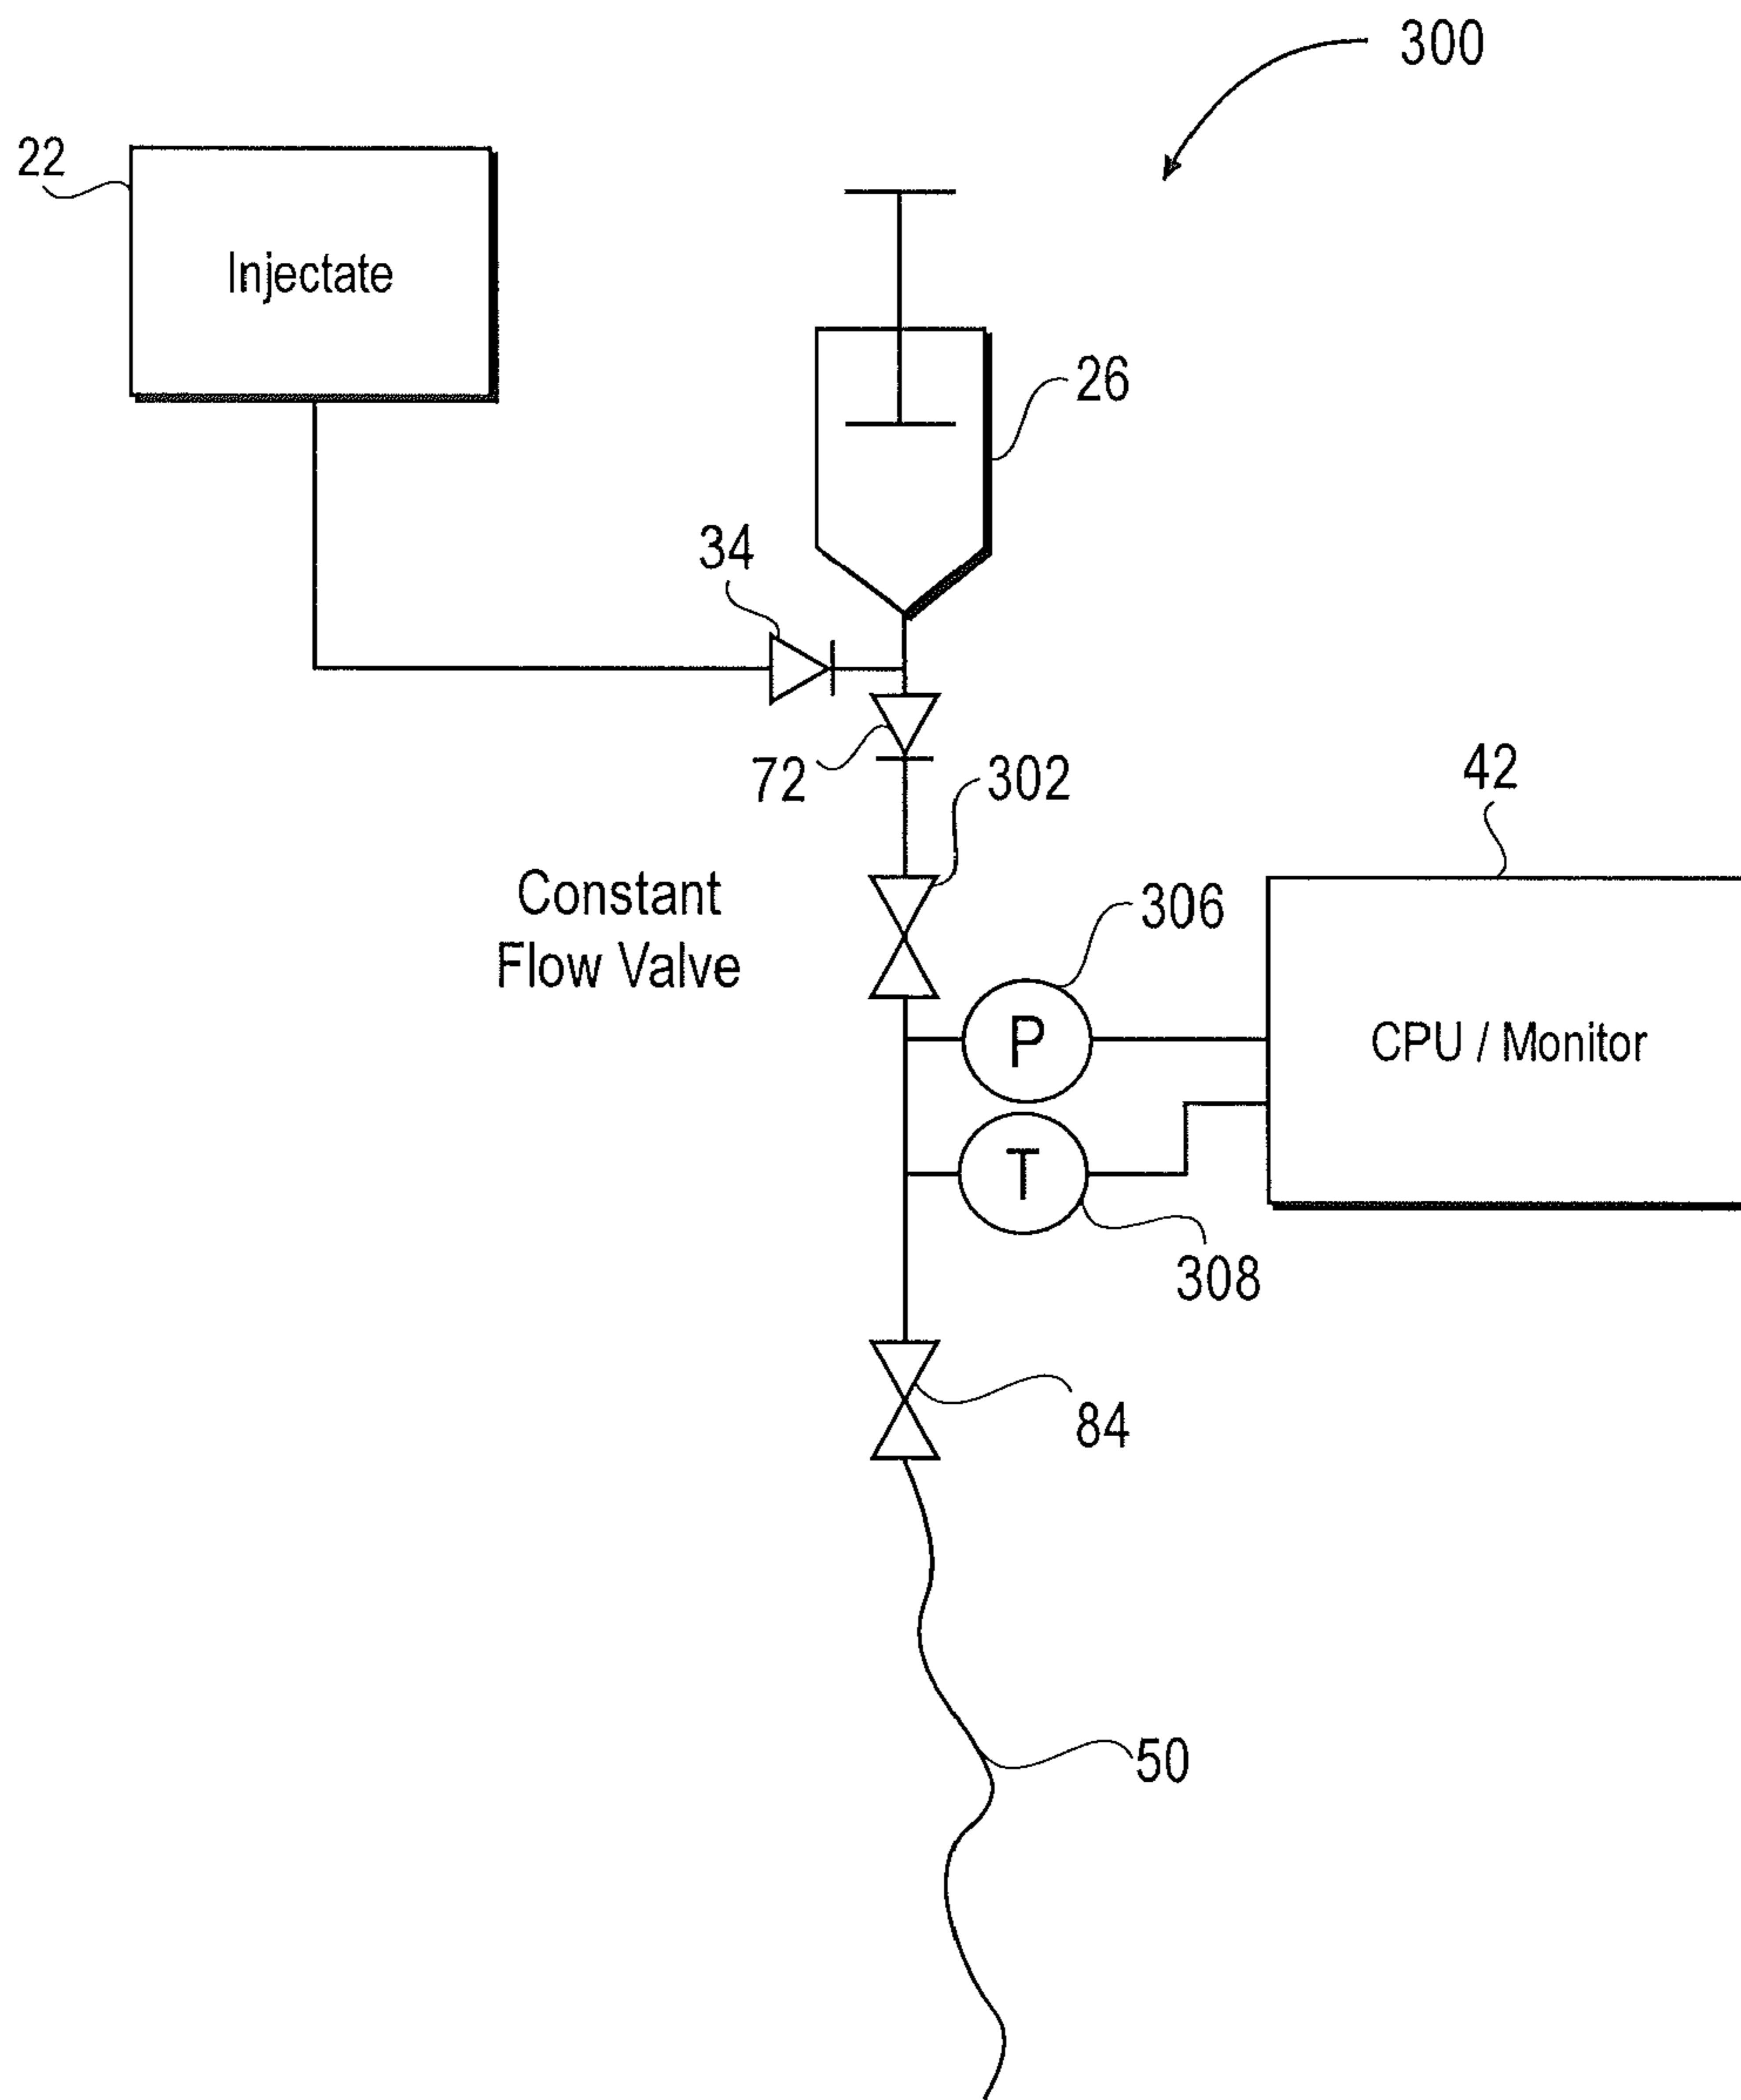 300
22
Injectate
26
34
72
302
42
Constant
Flow Valve
306
P
CPU / Monitor
T
308
84
50